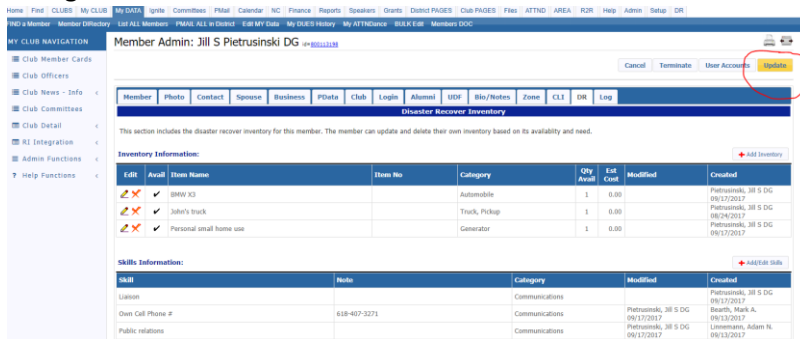 Home Find CLUBS My CLUB My DATA Ignite Committees PMail Calendar NC Finance Reports Speakers Grants District PAGES Club PAGES Files ATTND AREA R2R Help Admin Setup DR
FIND a Member Member DIRectory List ALL Members PMAIL ALL in District Edit MY Data My DUES History My ATTNDance BULK Edit Members DOC
MY CLUB NAVIGATION
Club Member Cards
Club Officers
Club News - Info
Club Committees
Club Detail
RI Integration
Admin Functions
Help Functions
Member Admin: Jill S Pietrusinski DG
Cancel Terminate User Accounts Update
Member Photo Contact Spouse Business PData Club Login Alumni UDF Bio/Notes Zone CLI DR Log
Disaster Recover Inventory
This section includes the disaster recover inventory for this member. The member can update and delete their own inventory based on its availablity and need.
Inventory Information:
Add Inventory
Edit Avail Item Name Item No Category Qty Avail Est Cost Modified Created
BMW X3 Automobile 1 0.00 Pietrusinski, Jill S DG 09/17/2017
John's truck Truck, Pickup 1 0.00 Pietrusinski, Jill S DG 08/24/2017
Personal small home use Generator 1 0.00 Pietrusinski, Jill S DG 09/17/2017
Skills Information:
Add/Edit Skills
Skill Note Category Modified Created
Liaison Communications Pietrusinski, Jill S DG 09/17/2017
Own Cell Phone # 618-407-3271 Communications Pietrusinski, Jill S DG 09/17/2017 Bearth, Mark A. 09/13/2017
Public relations Communications Pietrusinski, Jill S DG 09/17/2017 Linnemann, Adam N. 09/13/2017